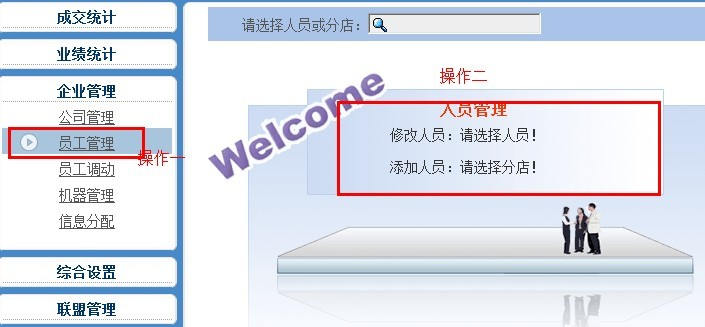 成交统计
业绩统计
企业管理
公司管理
员工管理
操作一
员工调动
机器管理
信息分配
综合设置
联盟管理
请选择人员或分店：
操作二
Welcome
人员管理
修改人员：请选择人员！
添加人员：请选择分店！